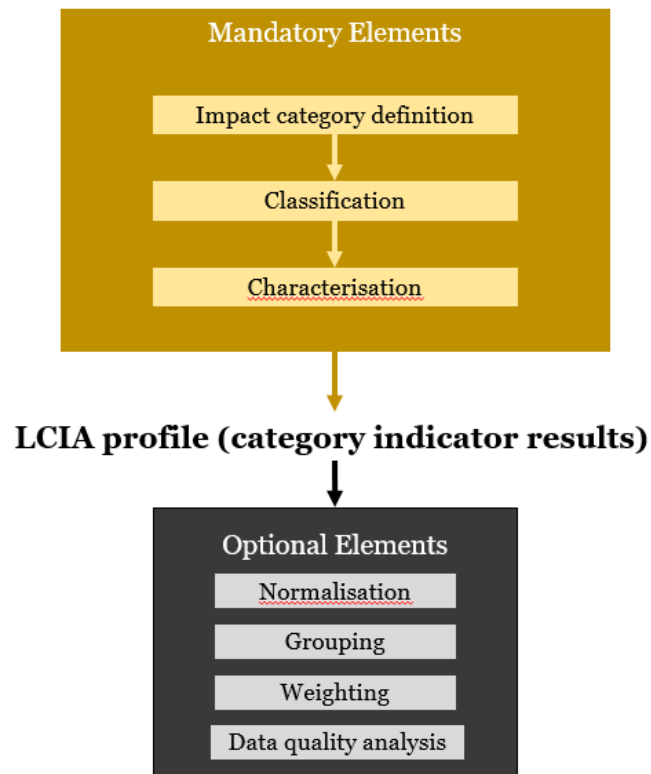 Mandatory Elements
Impact category definition
Classification
Characterisation
LCIA profile (category indicator results)
Optional Elements
Normalisation
Grouping
Weighting
Data quality analysis